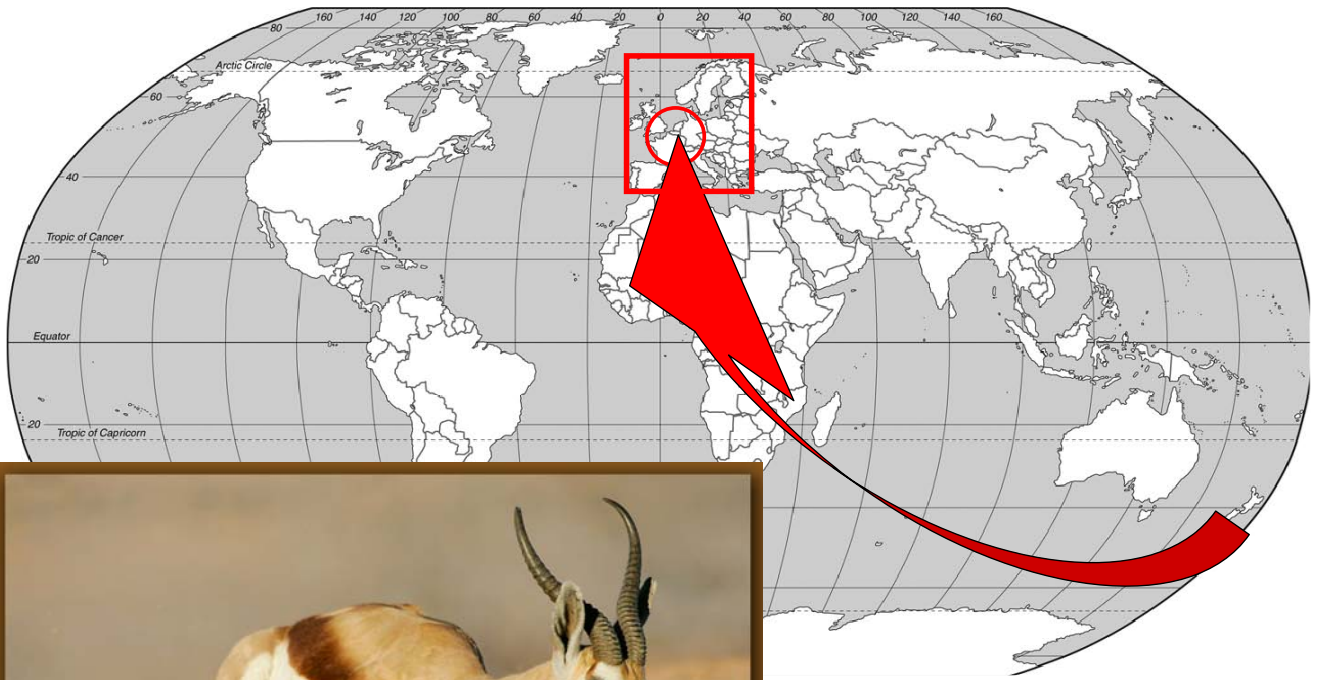 160 140 120 100 80 60 40 20 0 20 40 60 80 100 120 140 160
80
Arctic Circle
60
40
Tropic of Cancer
20
Equator
20
Tropic of Capricorn